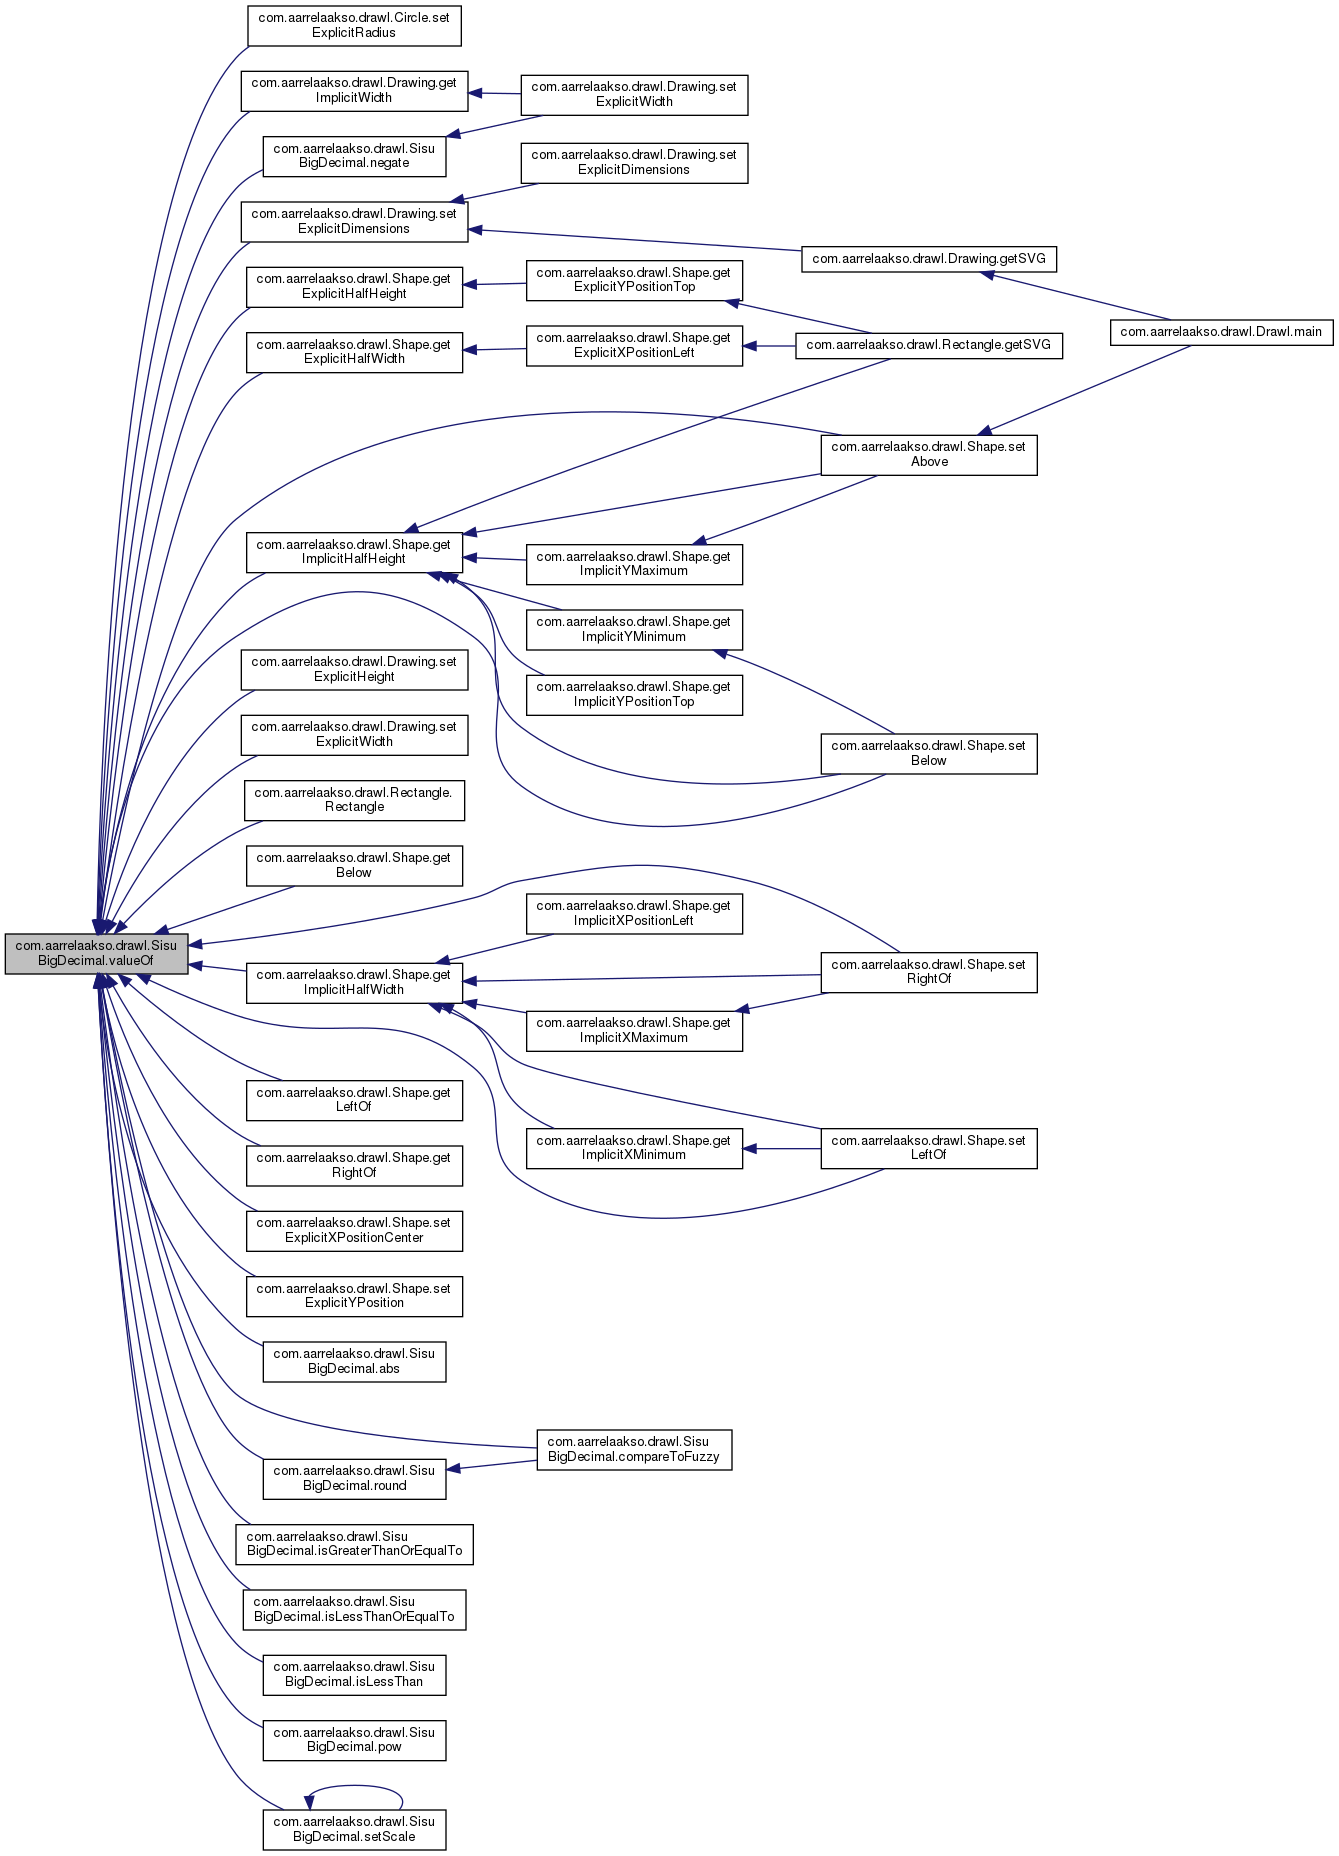 com.aarrelaakso.drawl.Circle.set
ExplicitRadius
com.aarrelaakso.drawl.Drawing.get
ImplicitWidth
com.aarrelaakso.drawl.Drawing.set
ExplicitWidth
com.aarrelaakso.drawl.Sisu
BigDecimal.negate
com.aarrelaakso.drawl.Drawing.set
ExplicitDimensions
com.aarrelaakso.drawl.Drawing.set
ExplicitDimensions
com.aarrelaakso.drawl.Drawing.getSVG
com.aarrelaakso.drawl.Shape.get
ExplicitHalfHeight
com.aarrelaakso.drawl.Shape.get
ExplicitYPositionTop
com.aarrelaakso.drawl.Drawl.main
com.aarrelaakso.drawl.Shape.get
ExplicitHalfWidth
com.aarrelaakso.drawl.Shape.get
ExplicitXPositionLeft
com.aarrelaakso.drawl.Rectangle.getSVG
com.aarrelaakso.drawl.Shape.set
Above
com.aarrelaakso.drawl.Shape.get
ImplicitHalfHeight
com.aarrelaakso.drawl.Shape.get
ImplicitYMaximum
com.aarrelaakso.drawl.Shape.get
ImplicitYMinimum
com.aarrelaakso.drawl.Drawing.set
ExplicitHeight
com.aarrelaakso.drawl.Shape.get
ImplicitYPositionTop
com.aarrelaakso.drawl.Drawing.set
ExplicitWidth
com.aarrelaakso.drawl.Shape.set
Below
com.aarrelaakso.drawl.Rectangle.
Rectangle
com.aarrelaakso.drawl.Shape.get
Below
com.aarrelaakso.drawl.Shape.get
ImplicitXPositionLeft
com.aarrelaakso.drawl.Sisu
BigDecimal.valueOf
com.aarrelaakso.drawl.Shape.get
ImplicitHalfWidth
com.aarrelaakso.drawl.Shape.set
RightOf
com.aarrelaakso.drawl.Shape.get
ImplicitXMaximum
com.aarrelaakso.drawl.Shape.get
LeftOf
com.aarrelaakso.drawl.Shape.get
ImplicitXMinimum
com.aarrelaakso.drawl.Shape.set
LeftOf
com.aarrelaakso.drawl.Shape.get
RightOf
com.aarrelaakso.drawl.Shape.set
ExplicitXPositionCenter
com.aarrelaakso.drawl.Shape.set
ExplicitYPosition
com.aarrelaakso.drawl.Sisu
BigDecimal.abs
com.aarrelaakso.drawl.Sisu
BigDecimal.compareToFuzzy
com.aarrelaakso.drawl.Sisu
BigDecimal.round
com.aarrelaakso.drawl.Sisu
BigDecimal.isGreaterThanOrEqualTo
com.aarrelaakso.drawl.Sisu
BigDecimal.isLessThanOrEqualTo
com.aarrelaakso.drawl.Sisu
BigDecimal.isLessThan
com.aarrelaakso.drawl.Sisu
BigDecimal.pow
com.aarrelaakso.drawl.Sisu
BigDecimal.setScale